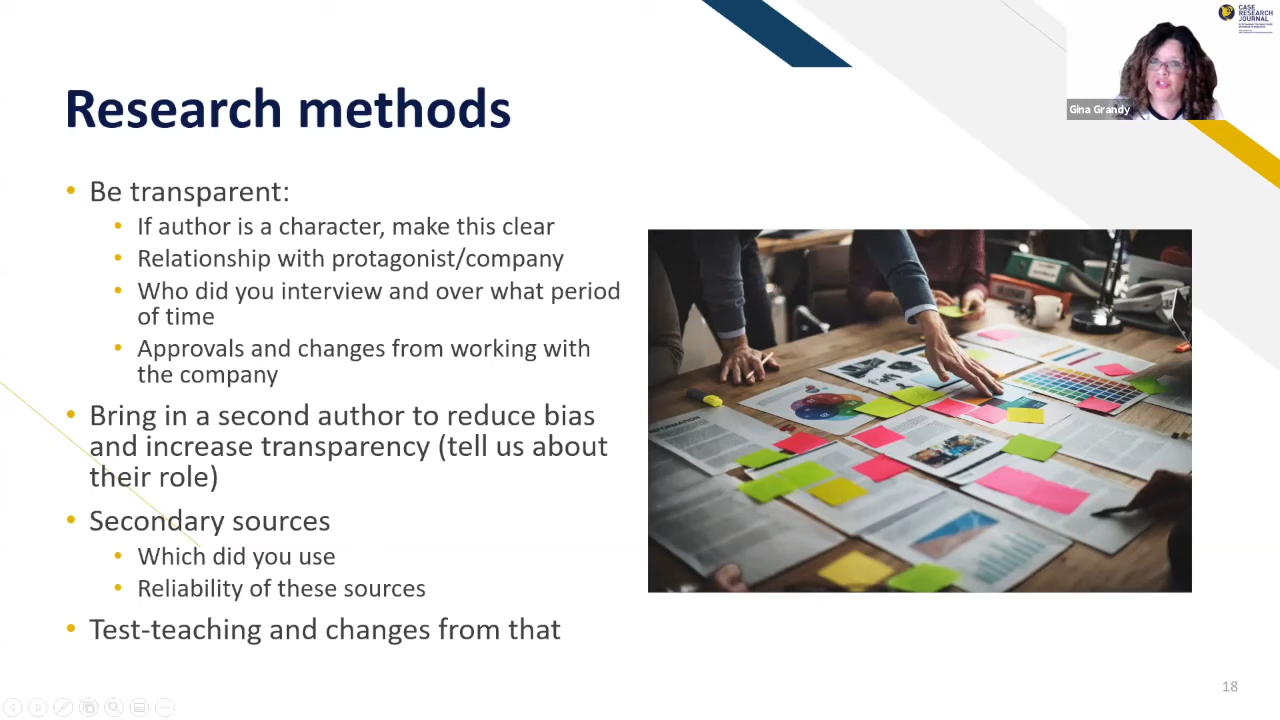 CASE
RESEARCH
JOURNAL
Gina Grandy
Research methods
• Be transparent:
• If author is a character, make this clear
• Relationship with protagonist/company
• Who did you interview and over what period
of time
• Approvals and changes from working with
the company
• Bring in a second author to reduce bias
and increase transparency (tell us about
their role)
• Secondary sources
• Which did you use
• Reliability of these sources
• Test-teaching and changes from that
18